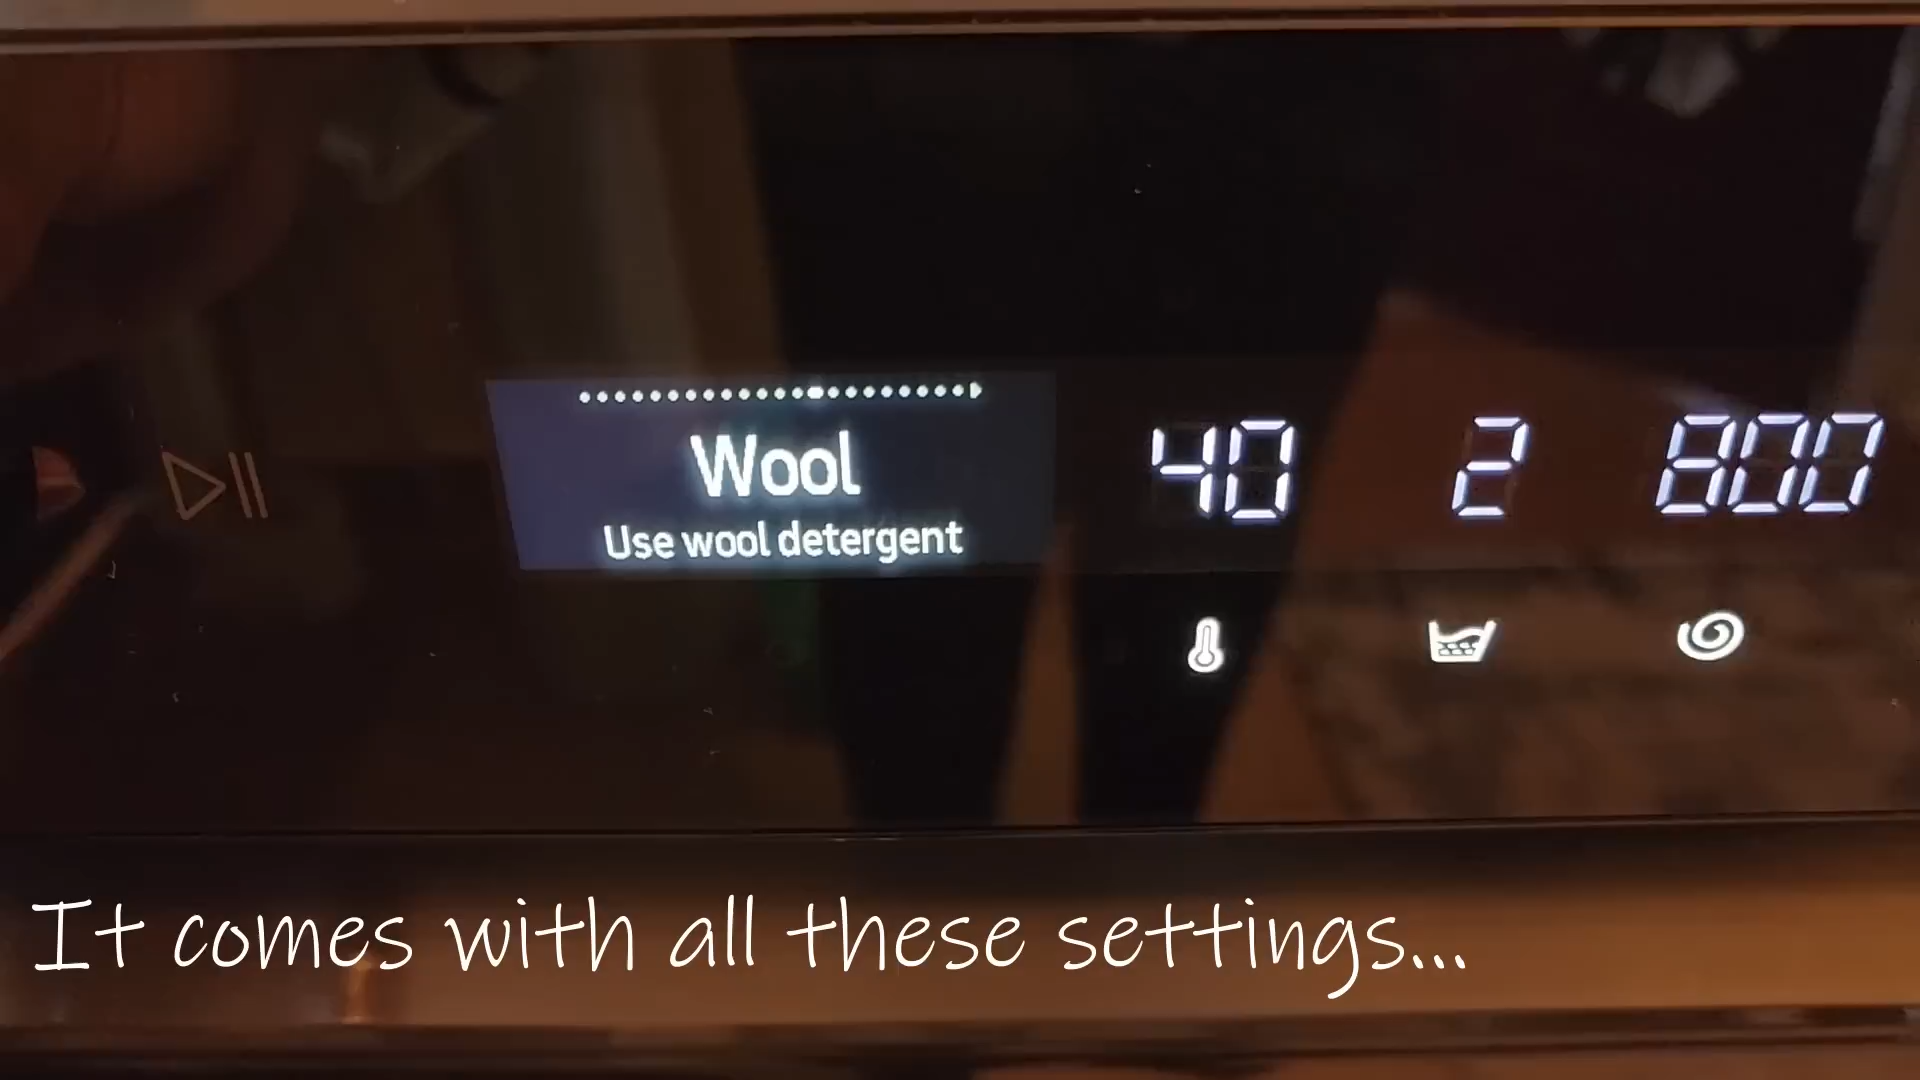 Wool
Use wool detergent
40 2 800
It comes with all these settings...